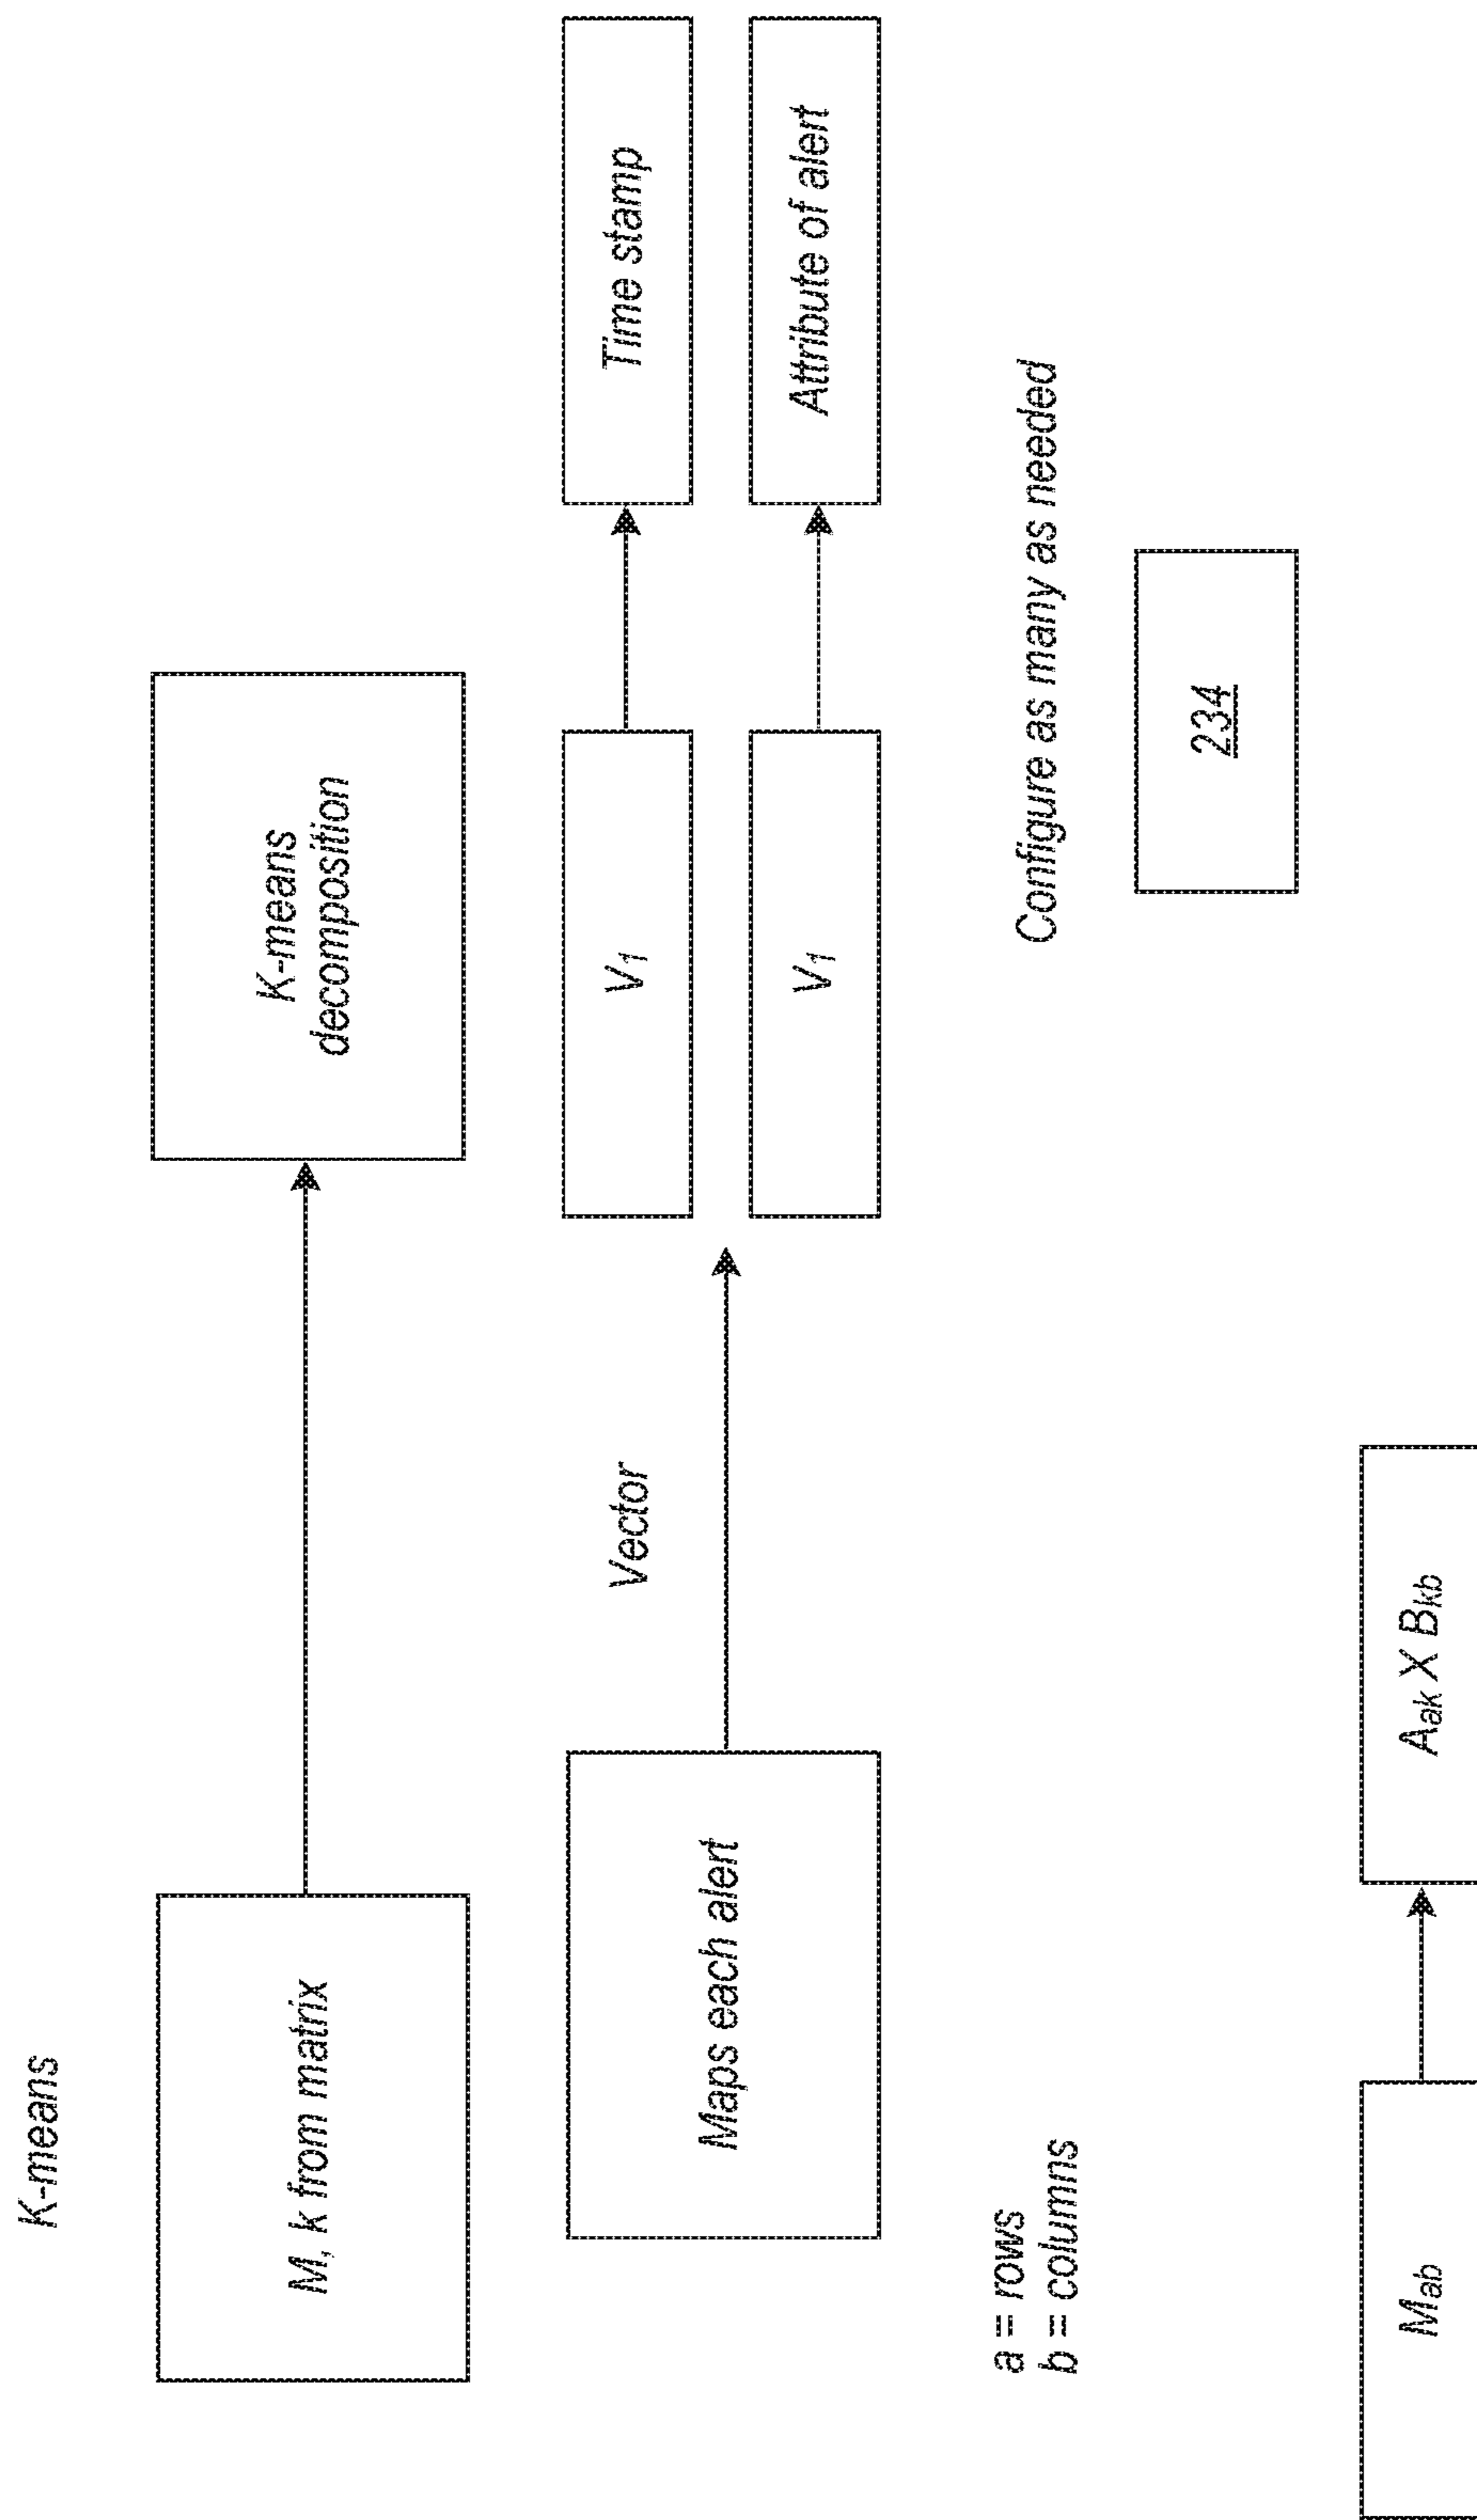 K-means
M, k from matrix
K-means
decomposition
Maps each alert
Vector
V₁
Time stamp
V₁
Attribute of alert
a = rows
b = columns
Configure as many as needed
234
Mab
Aak X Bkb